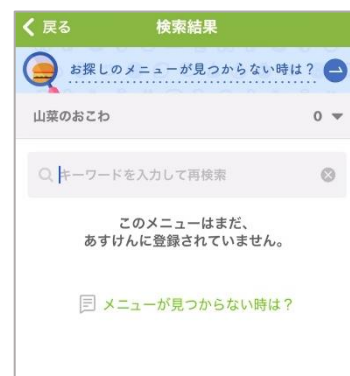 戻る 検索結果
お探しのメニューが見つからない時は？
山菜のおこわ 0
キーワードを入力して再検索
このメニューはまだ、
あすけんに登録されていません。
メニューが見つからない時は？